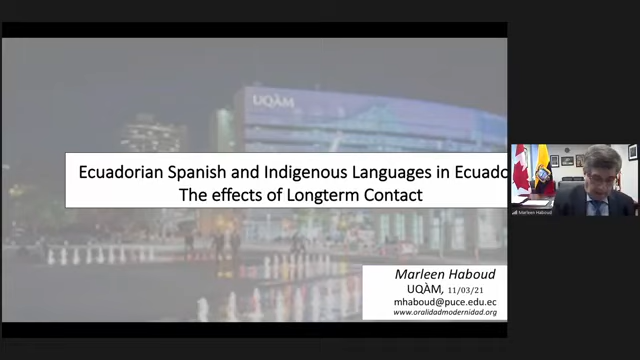 UQÀM
Ecuadorian Spanish and Indigenous Languages in Ecuado
The effects of Longterm Contact
Marleen Haboud
UQÀM, 11/03/21
mhaboud@puce.edu.ec
www.oralidadmodernidad.org
Marleen Haboud